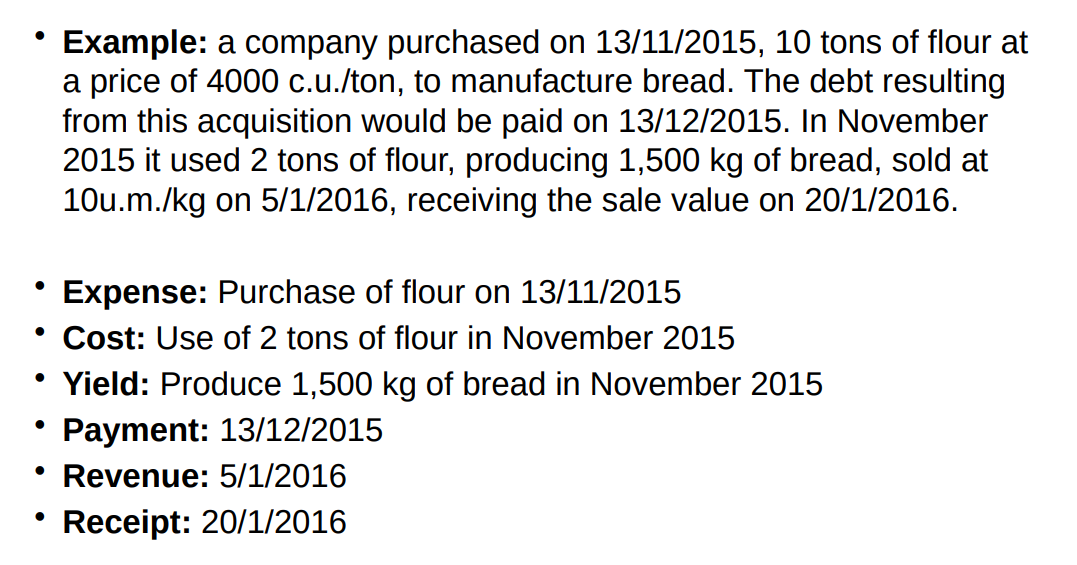 • Example: a company purchased on 13/11/2015, 10 tons of flour at
a price of 4000 c.u./ton, to manufacture bread. The debt resulting
from this acquisition would be paid on 13/12/2015. In November
2015 it used 2 tons of flour, producing 1,500 kg of bread, sold at
10u.m./kg on 5/1/2016, receiving the sale value on 20/1/2016.
• Expense: Purchase of flour on 13/11/2015
• Cost: Use of 2 tons of flour in November 2015
• Yield: Produce 1,500 kg of bread in November 2015
• Payment: 13/12/2015
• Revenue: 5/1/2016
• Receipt: 20/1/2016